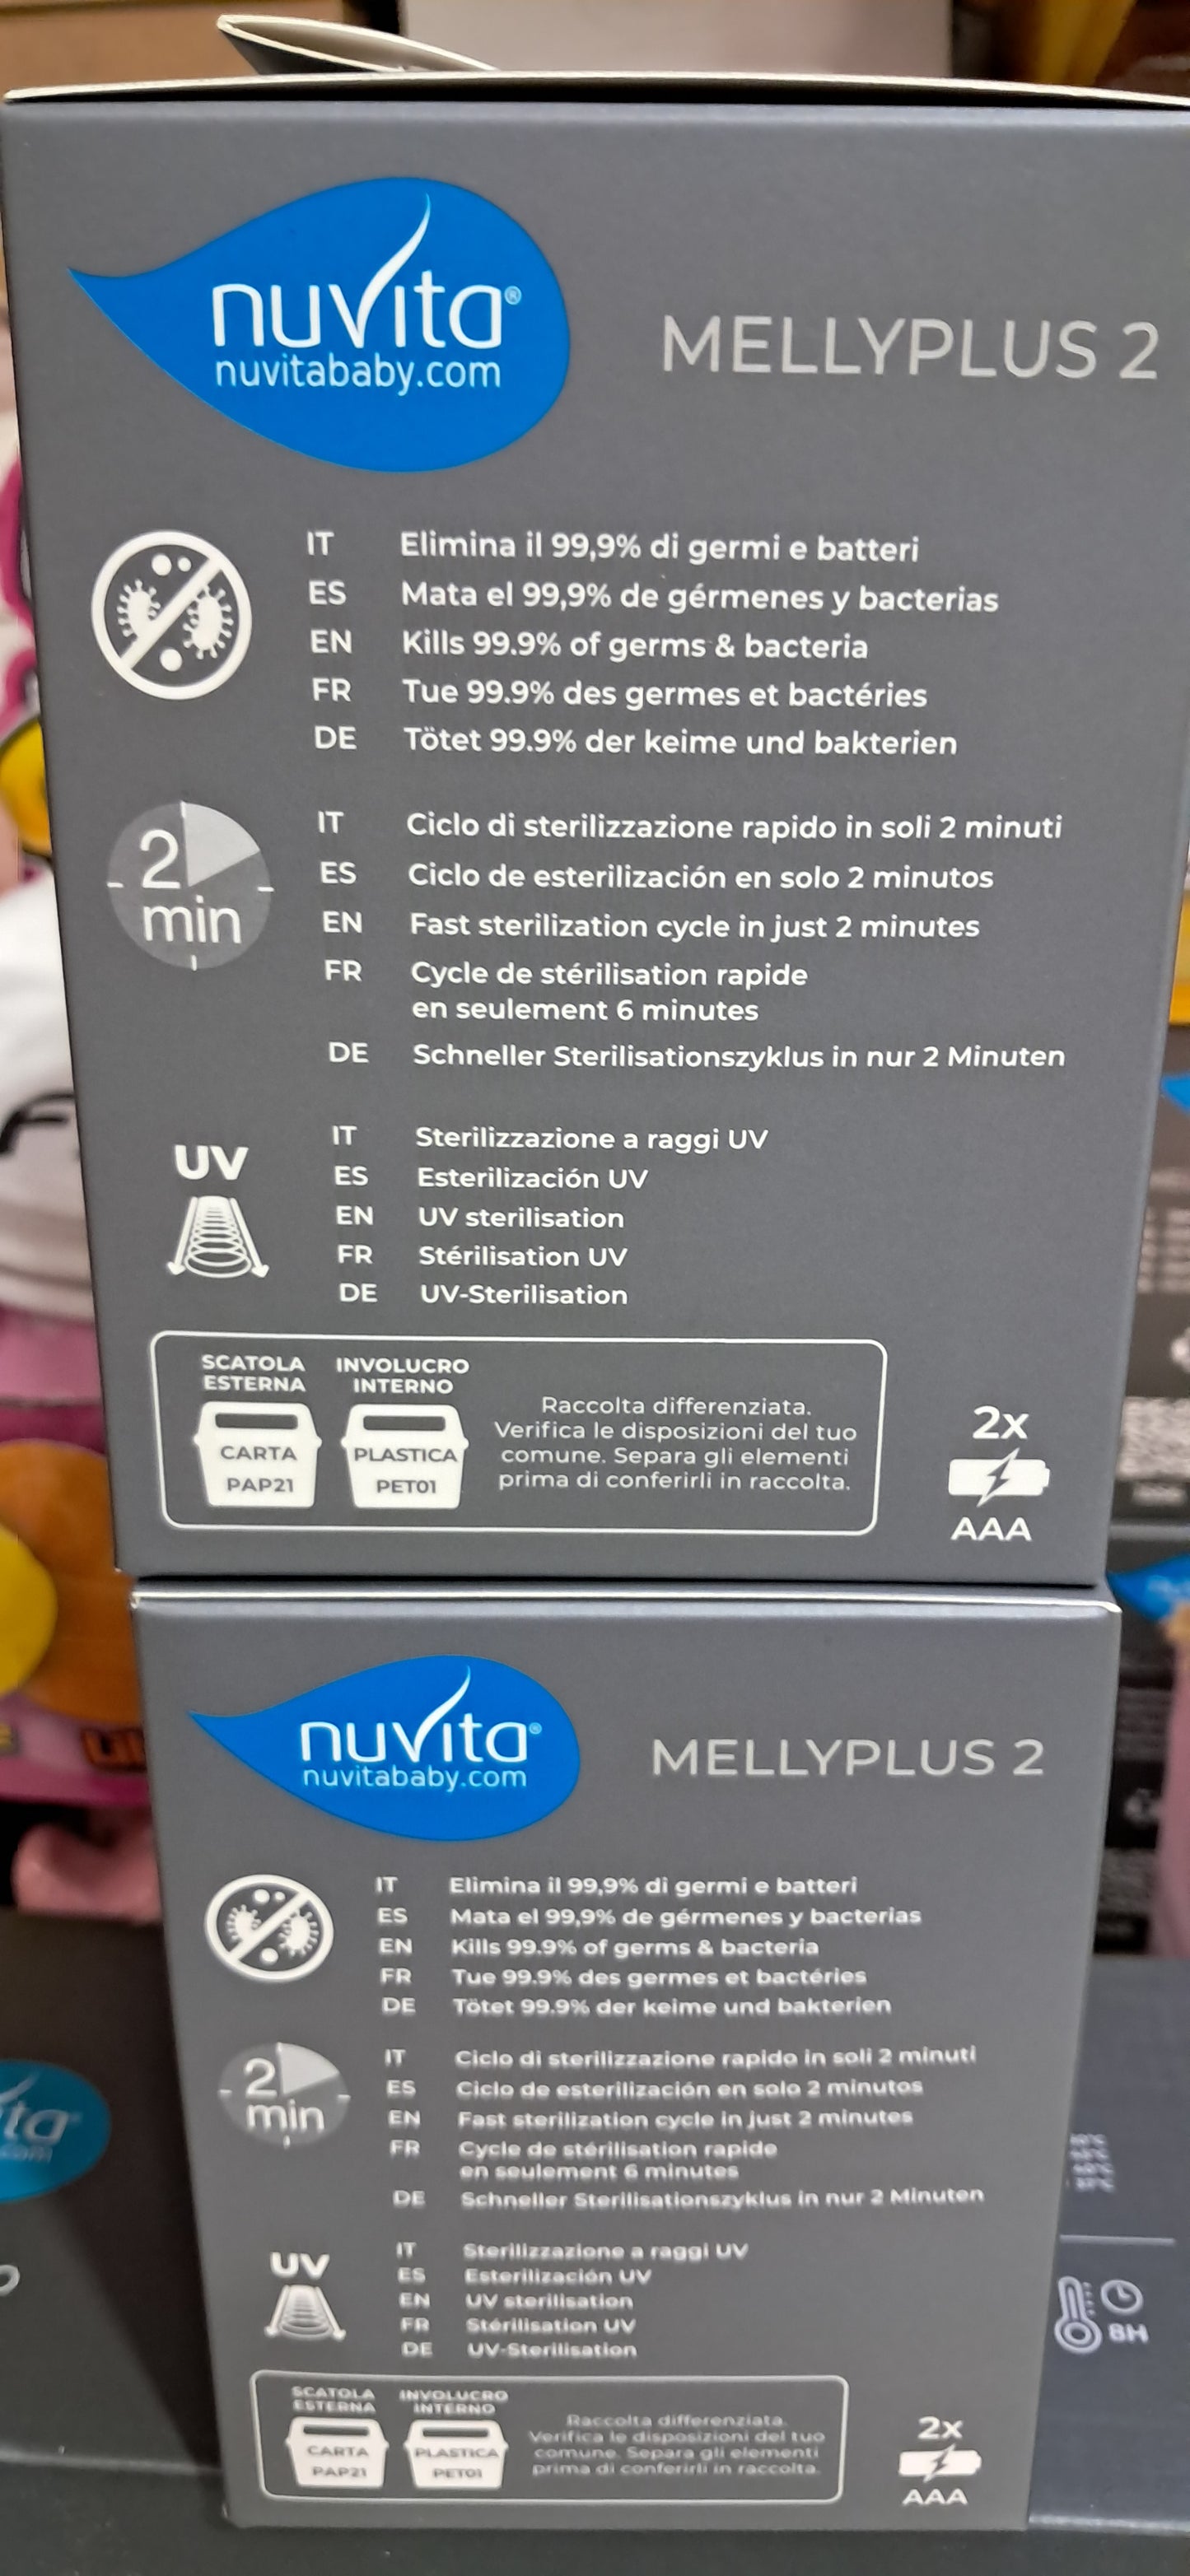 nuvita®
nuvitababy.com
MELLYPLUS 2
IT Elimina il 99,9% di germi e batteri
ES Mata el 99,9% de gérmenes y bacterias
EN Kills 99.9% of germs & bacteria
FR Tue 99.9% des germes et bactéries
DE Tötet 99.9% der keime und bakterien
2
min
IT Ciclo di sterilizzazione rapido in soli 2 minuti
ES Ciclo de esterilización en solo 2 minutos
EN Fast sterilization cycle in just 2 minutes
FR Cycle de stérilisation rapide
en seulement 6 minutes
DE Schneller Sterilisationszyklus in nur 2 Minuten
UV
IT Sterilizzazione a raggi UV
ES Esterilización UV
EN UV sterilisation
FR Stérilisation UV
DE UV-Sterilisation
SCATOLA
ESTERNA
CARTA
PAP21
INVOLUCRO
INTERNO
PLASTICA
PET01
Raccolta differenziata.
Verifica le disposizioni del tuo
comune. Separa gli elementi
prima di conferirli in raccolta.
2x
AAA
nuvita®
nuvitababy.com
MELLYPLUS 2
IT Elimina il 99,9% di germi e batteri
ES Mata el 99,9% de gérmenes y bacterias
EN Kills 99.9% of germs & bacteria
FR Tue 99.9% des germes et bactéries
DE Tötet 99.9% der keime und bakterien
2
min
IT Ciclo di sterilizzazione rapido in soli 2 minuti
ES Ciclo de esterilización en solo 2 minutos
EN Fast sterilization cycle in just 2 minutes
FR Cycle de stérilisation rapide
en seulement 6 minutes
DE Schneller Sterilisationszyklus in nur 2 Minuten
UV
IT Sterilizzazione a raggi UV
ES Esterilización UV
EN UV sterilisation
FR Stérilisation UV
DE UV-Sterilisation
SCATOLA
ESTERNA
CARTA
PAP21
INVOLUCRO
INTERNO
PLASTICA
PET01
Raccolta differenziata.
Verifica le disposizioni del tuo
comune. Separa gli elementi
prima di conferirli in raccolta.
2x
AAA
8H